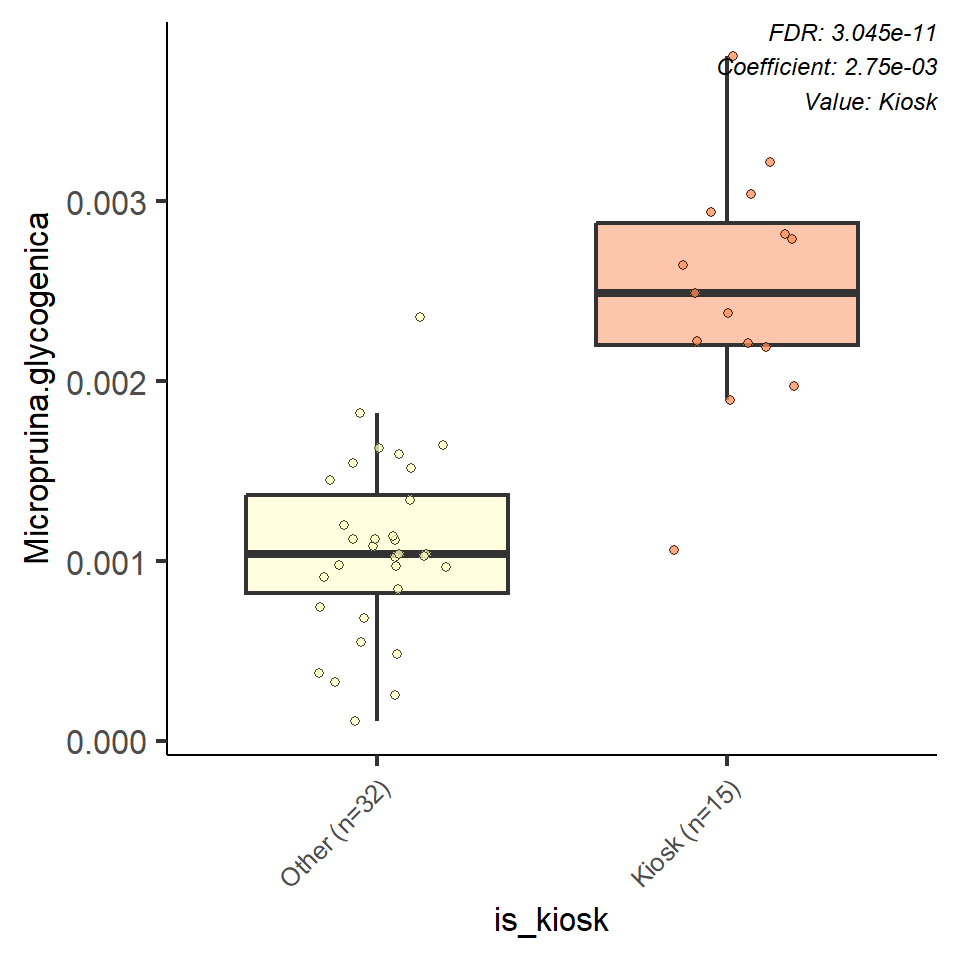 FDR: 3.045e-11
Coefficient: 2.75e-03
Value: Kiosk
Micropruina.glycogenica
0.003
0.002
0.001
0.000
Other (n=32)
Kiosk (n=15)
is_kiosk